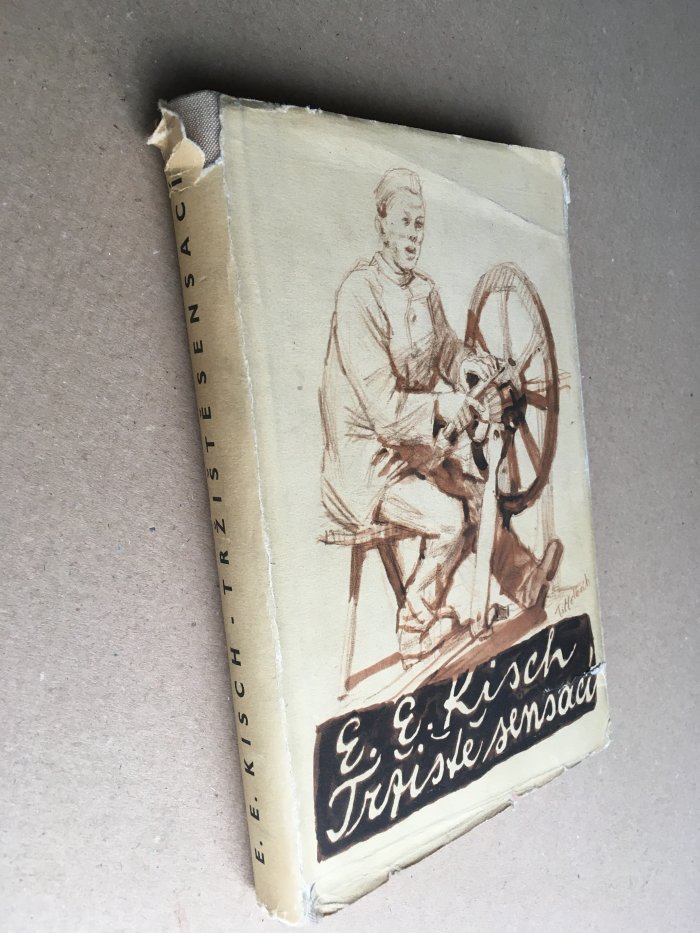 E. E. KISCH - TRŽIŠTĚ SENSACÍ
E. E. Kisch
Tržiště sensací